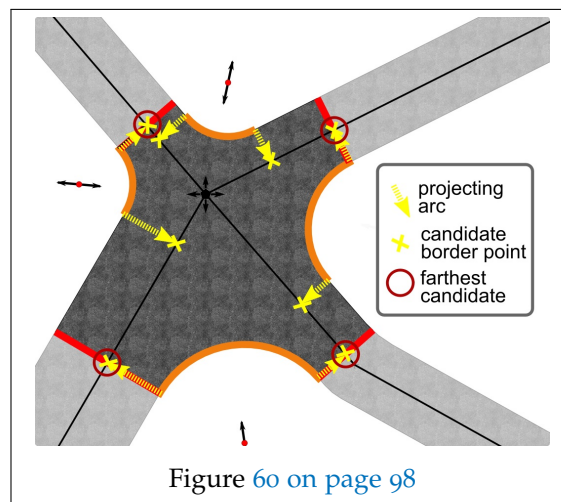 projecting
arc
candidate
border point
farthest
candidate
Figure 60 on page 98